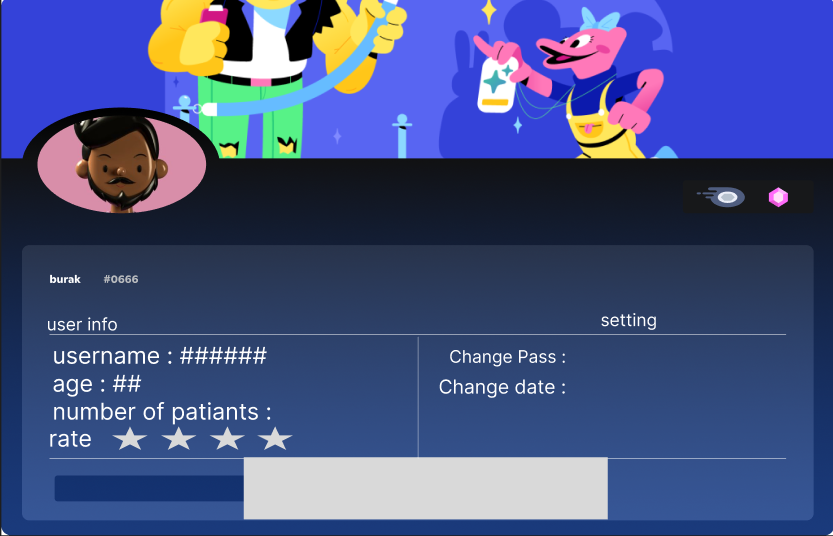 burak #0666
user info
setting
username : ######
age : ##
number of patiants :
rate
Change Pass :
Change date :